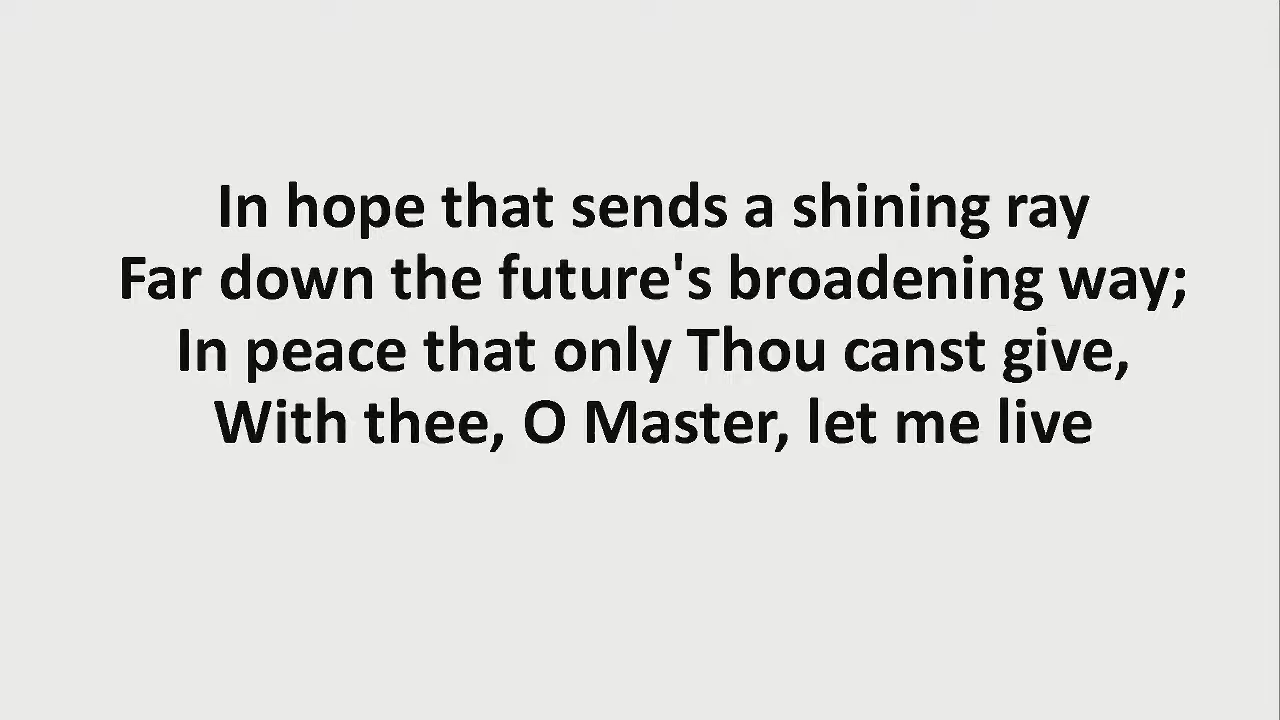 In hope that sends a shining ray
Far down the future's broadening way;
In peace that only Thou canst give,
With thee, O Master, let me live